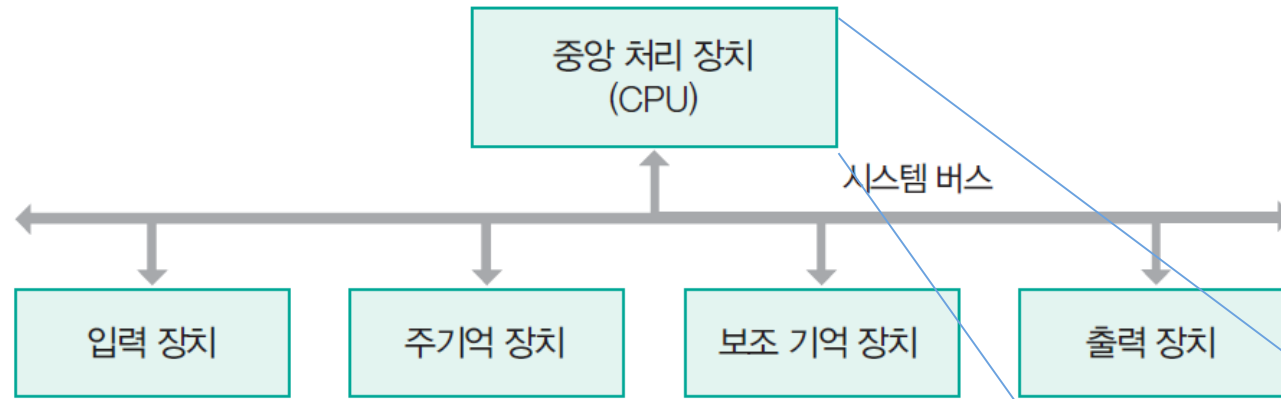 중앙 처리 장치
(CPU)
시스템 버스
입력 장치
주기억 장치
보조 기억 장치
출력 장치